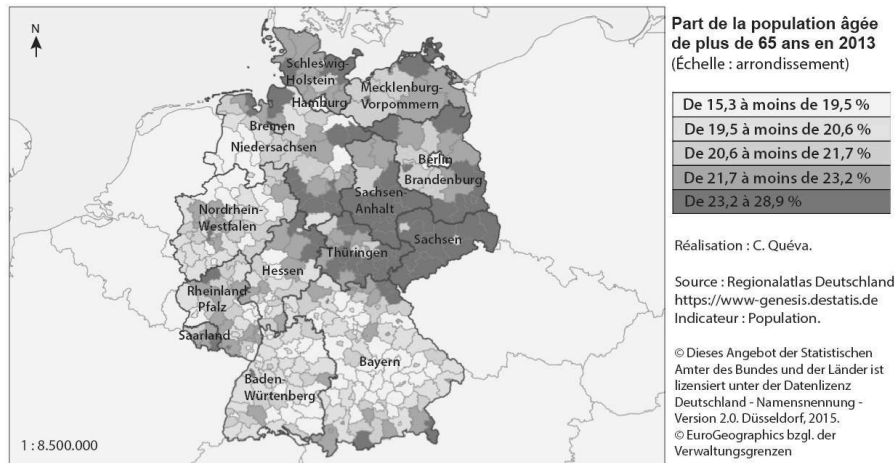 N
Schleswig-
Holstein
Mecklenburg-
Vorpommern
Hamburg
Bremen
Niedersachsen
Berlin
Brandenburg
Sachsen-
Anhalt
Nordrhein-
Westfalen
Sachsen
Thüringen
Hessen
Rheinland-
Pfalz
Saarland
Bayern
Baden-
Würtenberg
1 : 8.500.000
Part de la population âgée
de plus de 65 ans en 2013
(Échelle : arrondissement)
De 15,3 à moins de 19,5 %
De 19,5 à moins de 20,6 %
De 20,6 à moins de 21,7 %
De 21,7 à moins de 23,2 %
De 23,2 à 28,9 %
Réalisation : C. Quéva.
Source : Regionalatlas Deutschland
https://www-genesis.destatis.de
Indicateur : Population.
© Dieses Angebot der Statistischen
Amter des Bundes und der Länder ist
lizensiert unter der Datenlizenz
Deutschland - Namensnennung -
Version 2.0. Düsseldorf, 2015.
© EuroGeographics bzgl. der
Verwaltungsgrenzen